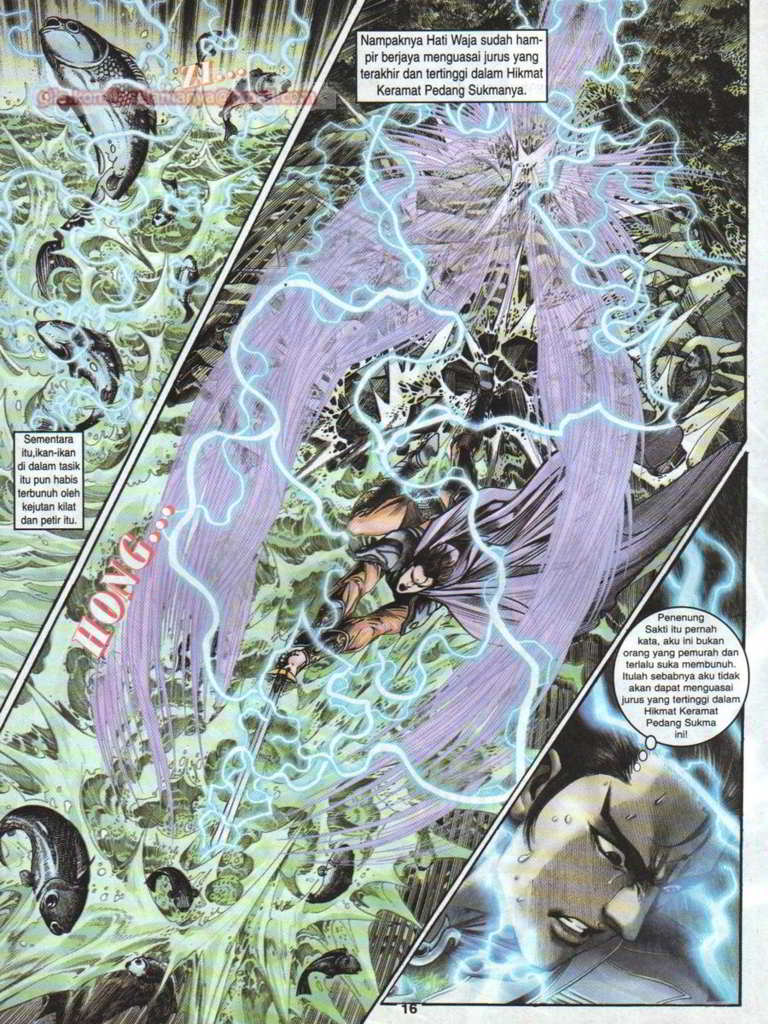 Nampaknya Hati Waja sudah ham-
pir berjaya menguasai jurus yang
terakhir dan tertinggi dalam Hikmat
Keramat Pedang Sukmanya.
ZI...
Sementara
itu,ikan-ikan
di dalam tasik
itu pun habis
terbunuh oleh
kejutan kilat
dan petir itu.
HONG...
Penenung
Sakti itu pernah
kata, aku ini bukan
orang yang pemurah dan
terlalu suka membunuh.
Itulah sebabnya aku tidak
akan dapat menguasai
jurus yang tertinggi dalam
Hikmat Keramat
Pedang Sukma
ini!
16